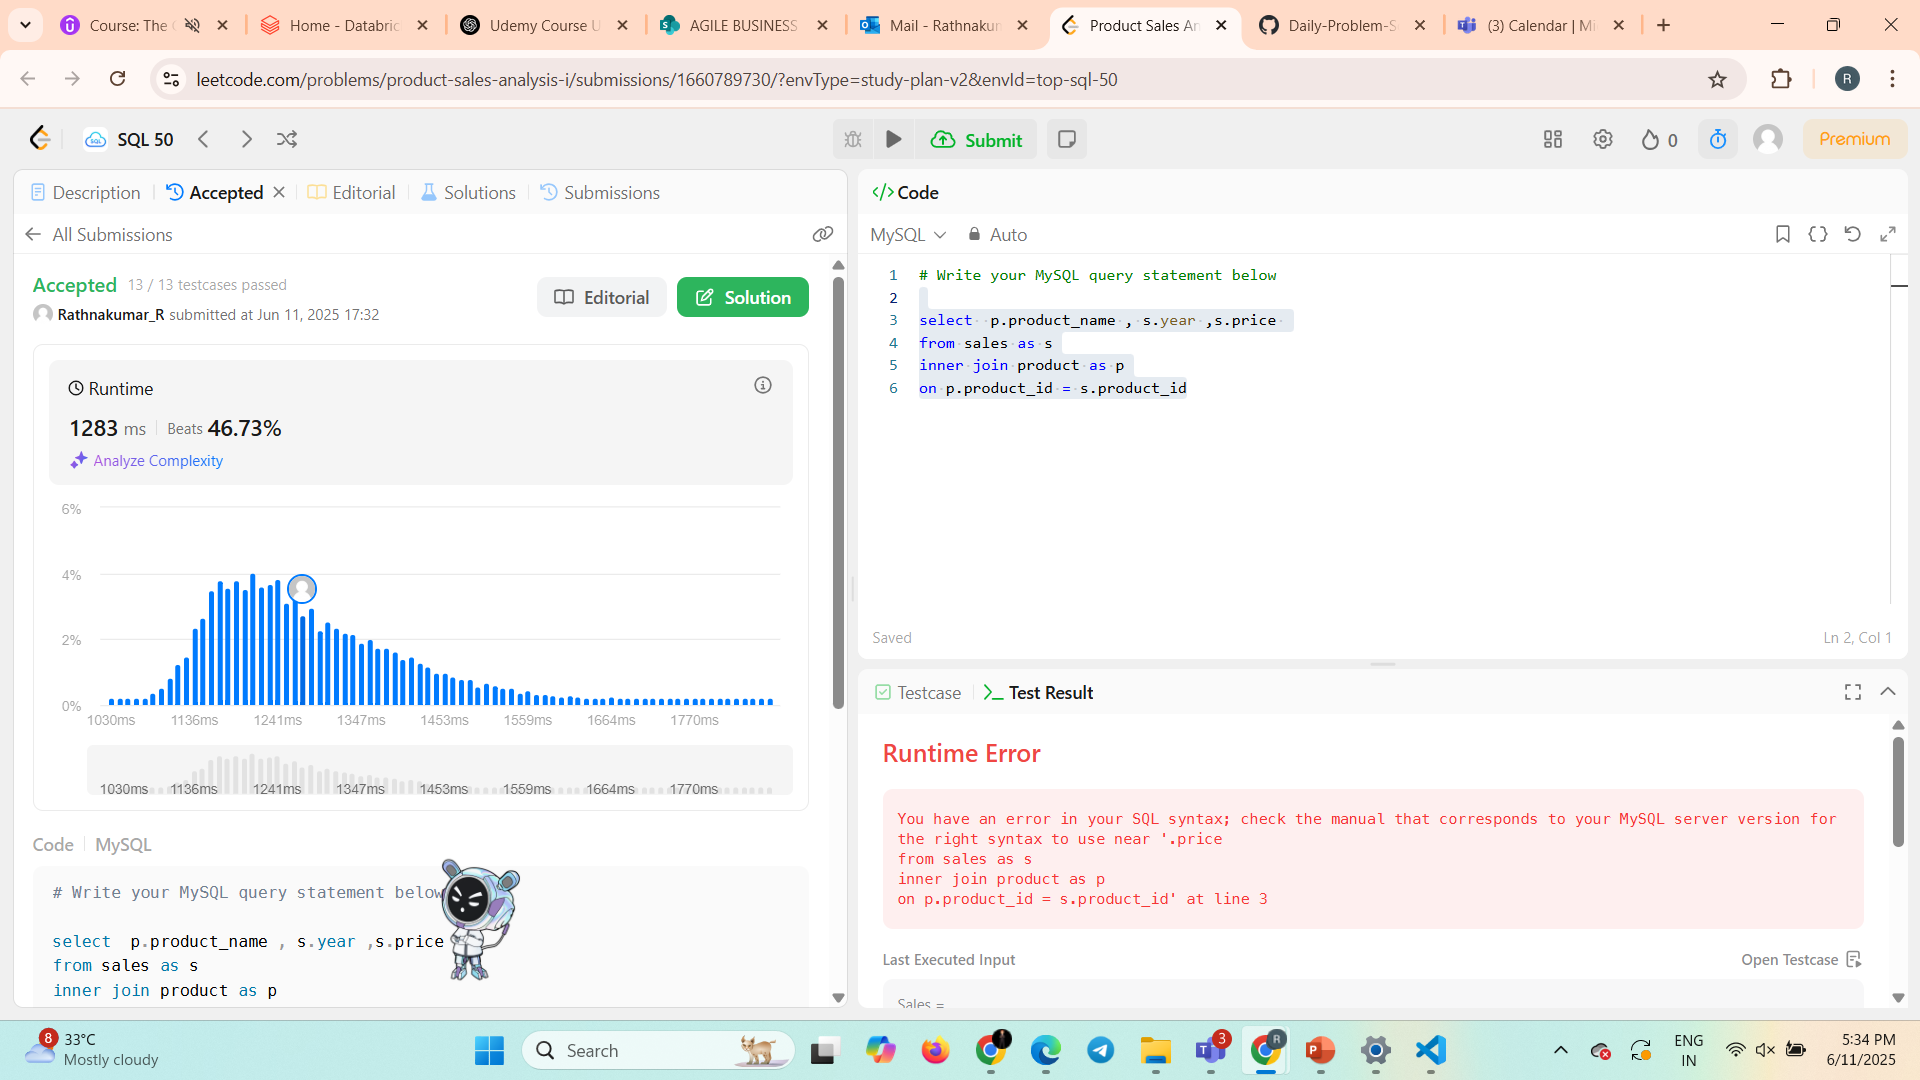 Course: The
Home - Databric
Udemy Course U
AGILE BUSINESS
Mail - Rathnakum
Product Sales An
Daily-Problem-S
(3) Calendar | Mi
leetcode.com/problems/product-sales-analysis-i/submissions/1660789730/?envType=study-plan-v2&envId=top-sql-50
R
SQL
SQL 50
Submit
0
Premium
Description
Accepted
Editorial
Solutions
Submissions
All Submissions
Accepted 13 / 13 testcases passed
Rathnakumar_R submitted at Jun 11, 2025 17:32
Editorial
Solution
Runtime
1283 ms Beats 46.73%
Analyze Complexity
6%
4%
2%
0%
1030ms 1136ms 1241ms 1347ms 1453ms 1559ms 1664ms 1770ms
1030ms 1136ms 1241ms 1347ms 1453ms 1559ms 1664ms 1770ms
Code MySQL
# Write your MySQL query statement below
select  p.product_name , s.year ,s.price
from sales as s
inner join product as p
</> Code
MySQL Auto
1 # Write your MySQL query statement below
2
3 select  p.product_name , s.year ,s.price
4 from sales as s
5 inner join product as p
6 on p.product_id = s.product_id
Saved
Ln 2, Col 1
Testcase
Test Result
Runtime Error
You have an error in your SQL syntax; check the manual that corresponds to your MySQL server version for
the right syntax to use near '.price
from sales as s
inner join product as p
on p.product_id = s.product_id' at line 3
Last Executed Input
Open Testcase
Sales =
8
33°C
Mostly cloudy
Search
3
R
P
ENG
IN
5:34 PM
6/11/2025